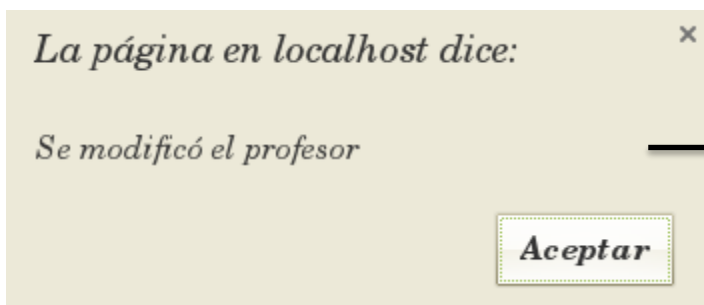 La página en localhost dice:
Se modificó el profesor
Aceptar